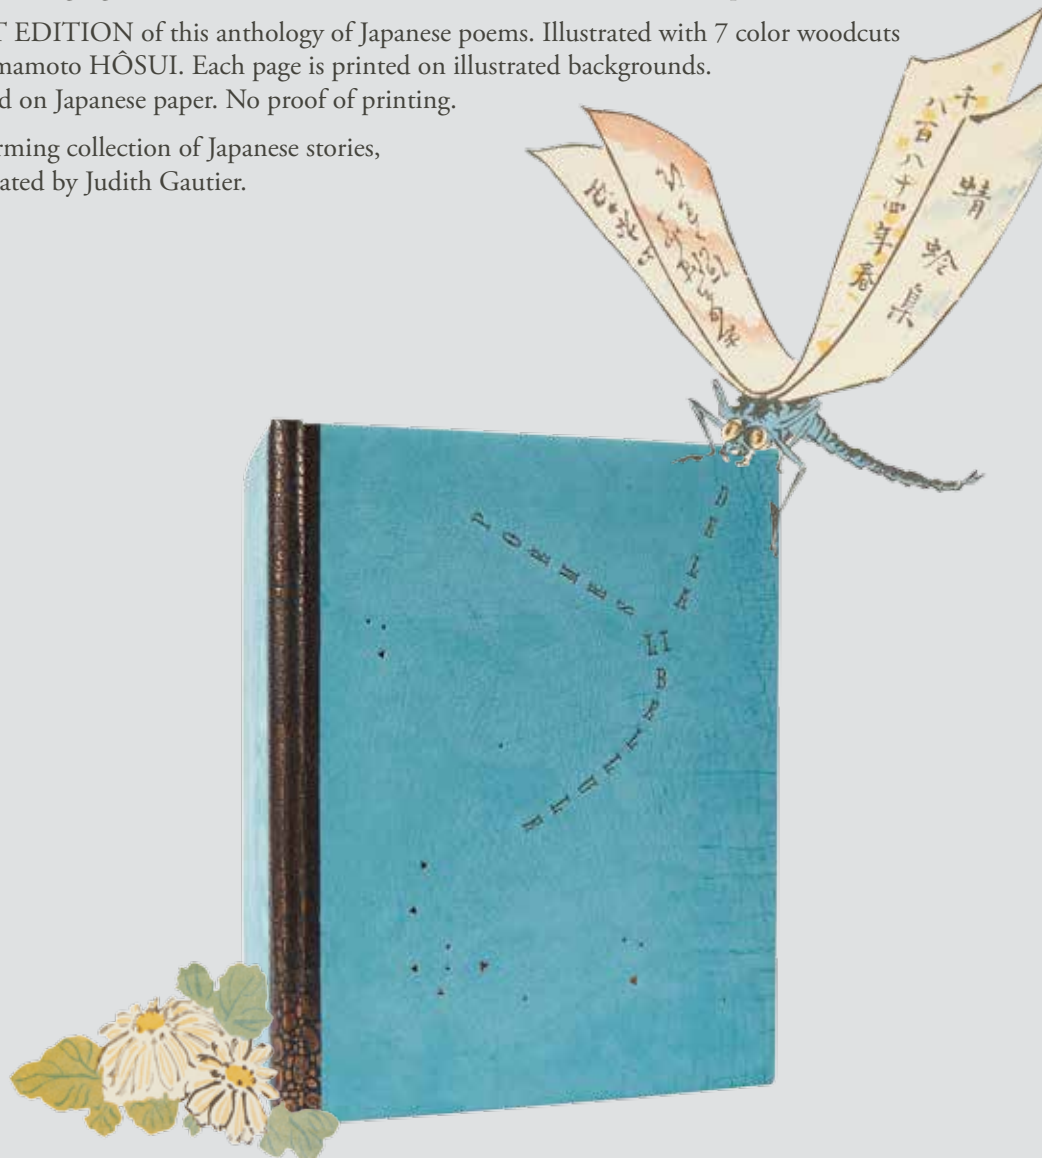 T EDITION of this anthology of Japanese poems. Illustrated with 7 color woodcuts
mamoto HÔSUI. Each page is printed on illustrated backgrounds.
d on Japanese paper. No proof of printing.
rming collection of Japanese stories,
ated by Judith Gautier.
蜻蛉集
千八百八十四年春
POEMES
DE LA
LIBELLULE